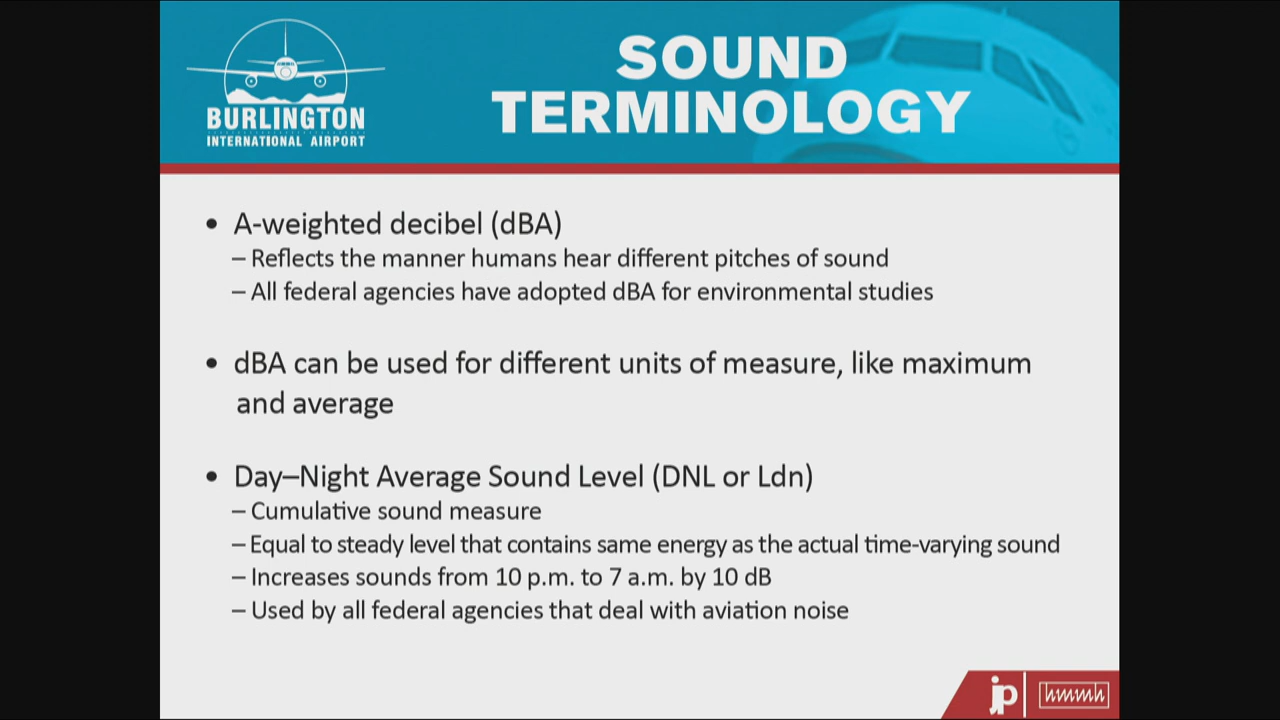 BURLINGTON
INTERNATIONAL AIRPORT
SOUND
TERMINOLOGY
• A-weighted decibel (dBA)
– Reflects the manner humans hear different pitches of sound
– All federal agencies have adopted dBA for environmental studies
• dBA can be used for different units of measure, like maximum
and average
• Day–Night Average Sound Level (DNL or Ldn)
– Cumulative sound measure
– Equal to steady level that contains same energy as the actual time-varying sound
– Increases sounds from 10 p.m. to 7 a.m. by 10 dB
– Used by all federal agencies that deal with aviation noise
jp
hmmh